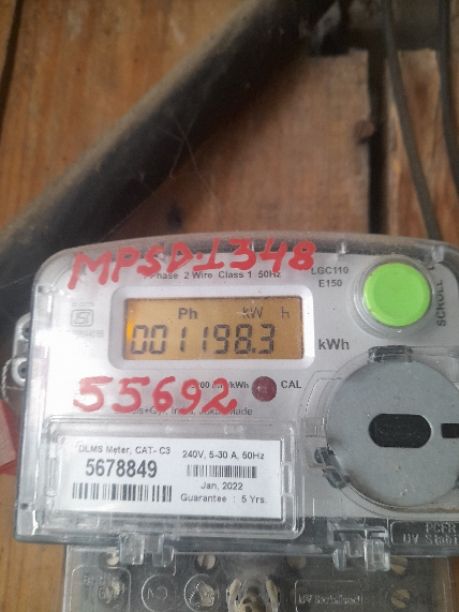 MPSD.1348
Phase 2 Wire Class 1 50Hz
LGC110
E150
SCROLL
Ph kW h
001198.3
kWh
55692
CAL
DLMS Meter, CAT- C3
5678849
240V, 5-30 A, 50Hz
Jan, 2022
Guarantee : 5 Yrs.